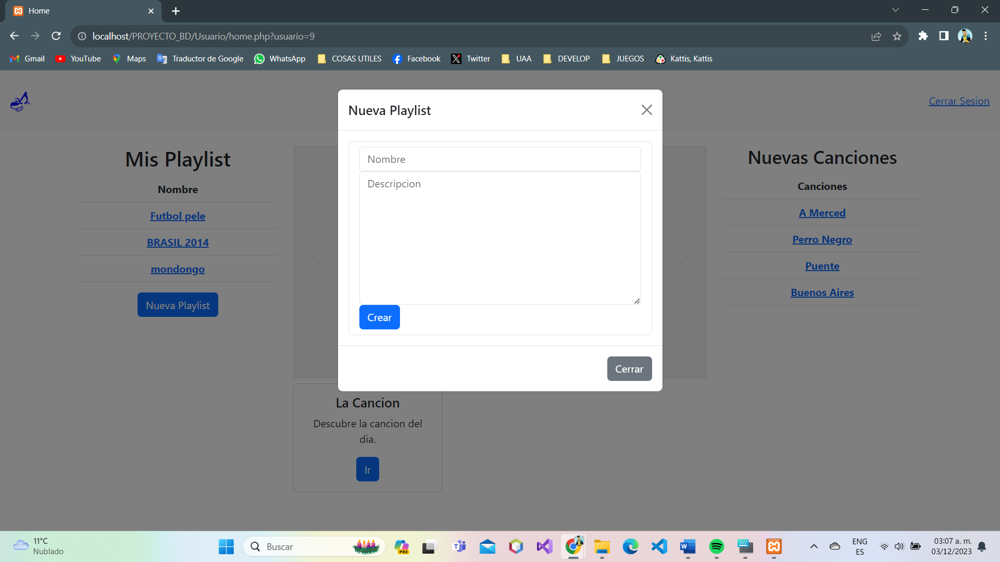 Home
localhost/PROYECTO_BD/Usuario/home.php?usuario=9
Gmail
YouTube
Maps
Traductor de Google
WhatsApp
COSAS UTILES
Facebook
Twitter
UAA
DEVELOP
JUEGOS
Kattis, Kattis
Cerrar Sesion
Mis Playlist
Nombre
Futbol pele
BRASIL 2014
mondongo
Nueva Playlist
Nueva Playlist
Nombre
Descripcion
Crear
Cerrar
La Cancion
Descubre la cancion del
dia.
Ir
Nuevas Canciones
Canciones
A Merced
Perro Negro
Puente
Buenos Aires
11°C
Nublado
Buscar
PRE
ENG
ES
03:07 a. m.
03/12/2023